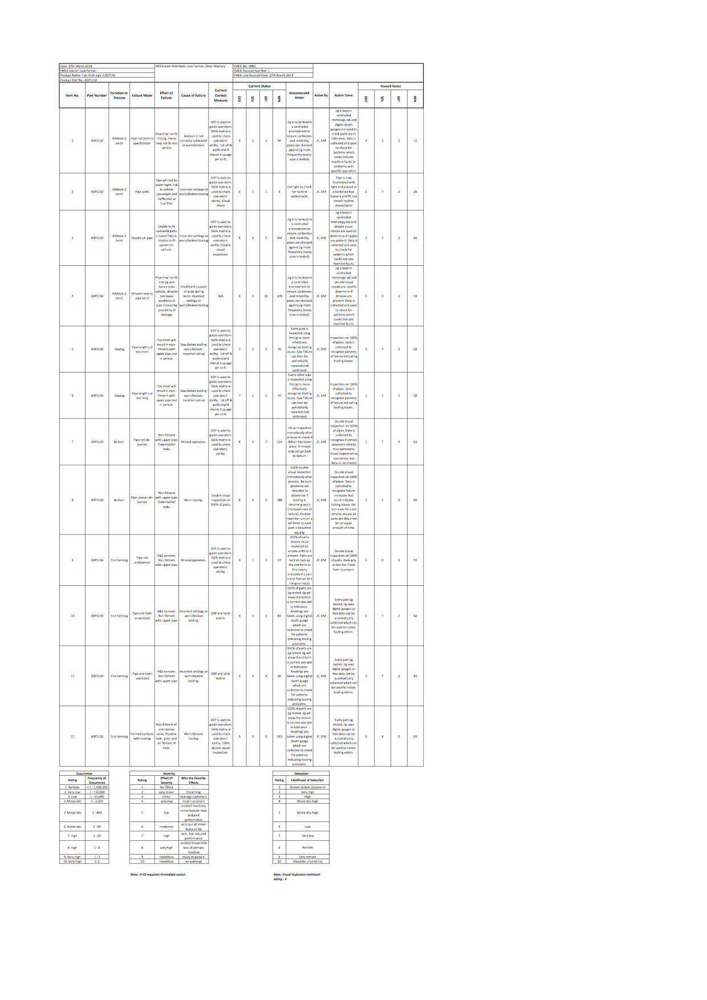 Date: 27th March 2018
FMEA Owner: Jack Farmer
Product Name: Fuel filler pipe (L560T/5)
Product Part No.: ASP5150
FMEA team Members: Jack Farmer, Omar Mashaly
FMEA No.: 0001
FMEA Revision Number: 1
FMEA Last Revision Date: 27th March 2018
Current Status
Revised Status
Item No. Part Number Function or Process Failure Mode Effect of Failure Cause of Failure Current Control Measure OCC SEV DET RPN Reccomended Action Action By Action Taken OCC SEV DET RPN
1 ASP5150 Addison 2 bend Pipe not bent to specification Pipe may not fit into jig, hence may not fit into vehicle Addison 2 not correctly calibrated or worn/broken. SOP is used to guide operators. Skills matrix is used to check operators' ability. 1st off & additional 4 checks in guage per shift. 9 2 5 90 Jig is to be kept in a controlled environment to ensure calibration and reliability, pipes are checked against jig more frequently (every pipe is tested). JF, OM Jig is kept in controlled metrology lab and digital depth guages are used to check parts are in tolerance. Data is collected and used to check for patterns which could indicate machine faults or problems with specific operators. 3 2 2 12
2 ASP5150 Addison 2 bend Pipe splits Pipe will not be water-tight, risk to vehicle passenger and ineffective as fuel filler Incorrect settings or worn/broken tooling SOP is used to guide operators. Skills matrix is used to check operators' ability. Visual check 6 1 1 6 Use light to check for hairline splits/cracks JF, OM Pipe is now illuminated with light and placed in a darkened box. Camera and PC can detect hairline cracks/splits 2 7 2 28
3 ASP5150 Addison 2 bend Ripples on pipe Unable to fit and weld parts in robot fixture. Unable to fit system on vehicle. Incorrect settings or worn/broken tooling SOP is used to guide operators. Skills matrix is used to check operators' ability. Double visual inspection. 8 2 9 144 Jig is to be kept in a controlled environment to ensure calibration and reliability, pipes are checked against jig more frequently (every pipe is tested). JF, OM Jig is kept in controlled metrology lab and double visual checks are used to determine if ripples are present. Data is collected and used to check for patterns which could indicate machine faults. 3 7 2 42
4 ASP5150 Addison 2 bend Dimples next to pipe bend Pipe may not fit into jig and hence onto vehicle, dimples can cause weakness in pipe increasing possibility of damage Insufficent support on pipe during bend. Incorrect settings or worn/broken tooling N/A 9 3 10 270 Jig is to be kept in a controlled environment to ensure calibration and reliability, pipes are checked against jig more frequently (every pipe is tested). JF, OM Jig is kept in controlled metrology lab and double visual checks are used to determine if dimples are present. Data is collected and used to check for patterns which could indicate machine faults. 3 3 2 18
5 ASP5150 Sawing Pipe length cut too short Too short will result in non-fitment with upper pipe and in vehicle. Saw fixture tooling worn/broken. Incorrect set-up SOP is used to guide operators. Skills matrix is used to check operators' ability. 1st off & additional 4 checks in guage per shift. 7 2 5 70 Every pipe is inspected using the jig to more effectively recognise tooling issues. Saw fixture can then be periodically repaired and calibrated. JF, OM Inspection on 100% of pipes. Data is collected to recognise patterns of failure indicating tooling issues. 2 7 2 28
6 ASP5150 Sawing Pipe length cut too long Too short will result in non-fitment with upper pipe and in vehicle. Saw fixture tooling worn/broken. Incorrect set-up SOP is used to guide operators. Skills matrix is used to check operators' ability. 1st off & additional 4 checks in guage per shift. 7 2 5 70 Every other pipe is inspected using the jig to more effectively recognise tooling issues. Saw fixture can then be periodically repaired and calibrated. JF, OM Inspection on 100% of pipes. Data is collected to recognise patterns of failure indicating tooling issues. 2 7 2 28
7 ASP5150 Be-burr Pipe not de-burred Non-fitment with upper pipe. Potential for leaks. Missed operation. SOP is used to guide operators. Skills matrix is used to check operators' ability. 8 4 7 224 Visual inspection immediately after process to check if deburr has taken place. If missed step can go back to deburr. JF, OM Double visual inspection on 100% of pipes. Data is collected to recognise if certain operators tend to miss operations. Visual inspection so operations less likely to be missed. 1 7 9 63
8 ASP5150 Be-burr Pipe uneven de-burred Non-fitment with upper pipe. Potential for leaks. Worn tooling. Double visual inspection on 100% of parts. 8 4 9 288 100% double visual inspection immediately after process. Be-burr problems are recorded to determine if tooling is becoming worn (increased rate of failure). De-burr machine runs on a set timer to each part is deburred equally. JF, OM Double visual inspection on 100% of pipes. Data is collected to recognise failure increases that could indicate tooling issues. De-burr runs for a set time to ensure all parts are deburred for an equal amount of time. 2 5 9 90
9 ASP5150 End forming Pipe not endformed H&S concern. Non fitment with upper pipe. Missed operation. SOP is used to guide operators. Skills matrix is used to check operators' ability. 9 1 3 27 100% of parts double visual inspected to ensure enform is present. Parts are held on rack by the end form so this clearly indicates if a part is end formed (if it hangs on rack). JF, OM Double visual inspection on 100% of parts. Rack acts as test for if end form is present. 1 8 9 72
10 ASP5150 End forming Pipe end form undersized H&S concern. Non fitment with upper pipe. Incorrect settings or worn/broken tooling. SOP and skills matrix. 9 3 3 81 100% of parts are jig tested. Jig will show if end form is correct size and in tolerance. Readings are taken using digital depth guage which are collected to check for patterns indicating tooling problems. JF, OM Every part jig tested. Jig uses digital guages so that data can be automatically collected which can be used to notice tooling errors. 3 7 2 42
11 ASP5150 End forming Pipe end form oversized H&S concern. Non fitment with upper pipe. Incorrect settings or worn/broken tooling. SOP and skills matrix. 5 3 4 60 100% of parts are jig tested Jig will show if end form is correct size and in tolerance. Readings are taken using digital depth guage which are collected to check for patterns indicating tooling problems. JF, OM Every part jig tested. Jig uses digital guages so that data can be automatically collected which can be used to notice tooling errors. 3 7 2 42
12 ASP5150 End forming Formed surfaces with scoring Non fitment of anti-siphon valve. Possible leak - poor seal on fitment of hose. Worn/broken tooling SOP is used to guide operators. Skills matrix is used to check operators' ability. 100% double visual inspection. 9 3 9 243 100% of parts are jig tested. Jig will show if end form is correct size and in tolerance. Readings are taken using digital depth guage which are collected to check for patterns indicating tooling problems. JF, OM Every part jig tested. Jig uses digital guages so that data can be automatically collected which can be used to notice tooling errors. 3 4 2 24
Occurrence
Rating Frequency of Occurrence
1. Remote < 1 : 1,500,000
2. Very low 1 : 150,000
3. Low 1 : 15,000
4. Moderate 1 : 2,000
5. Moderate 1 : 400
6. Moderate 1 : 80
7. High 1 : 20
8. High 1 : 8
9. Very High 1 : 3
10. Very High 1: 2
Severity
Rating Effect of Severity Who the Severity Effects
1 No Effect -
2 very minor Discerning
3 minor Average customers
4 very low most customers
5 low product functions, minor feature have reduced performance
6 moderate as 5, but all minor features fail
7 high as 6, but reduced performance
8 very high product inoperable loss of primary function
9 hazardous Injury to people
10 hazardous no warning!
Note : 9-10 requirers immediate action
Detection
Rating Likelihood of Detection
1 Almost certain (process in
2 Very High
3 High
4 Moderatly high
5 Moderatly high
6 Low
7 Very low
8 Remote
9 Very remote
10 Absolute uncertainty
Note; Visual inspection minimum
rating - 9